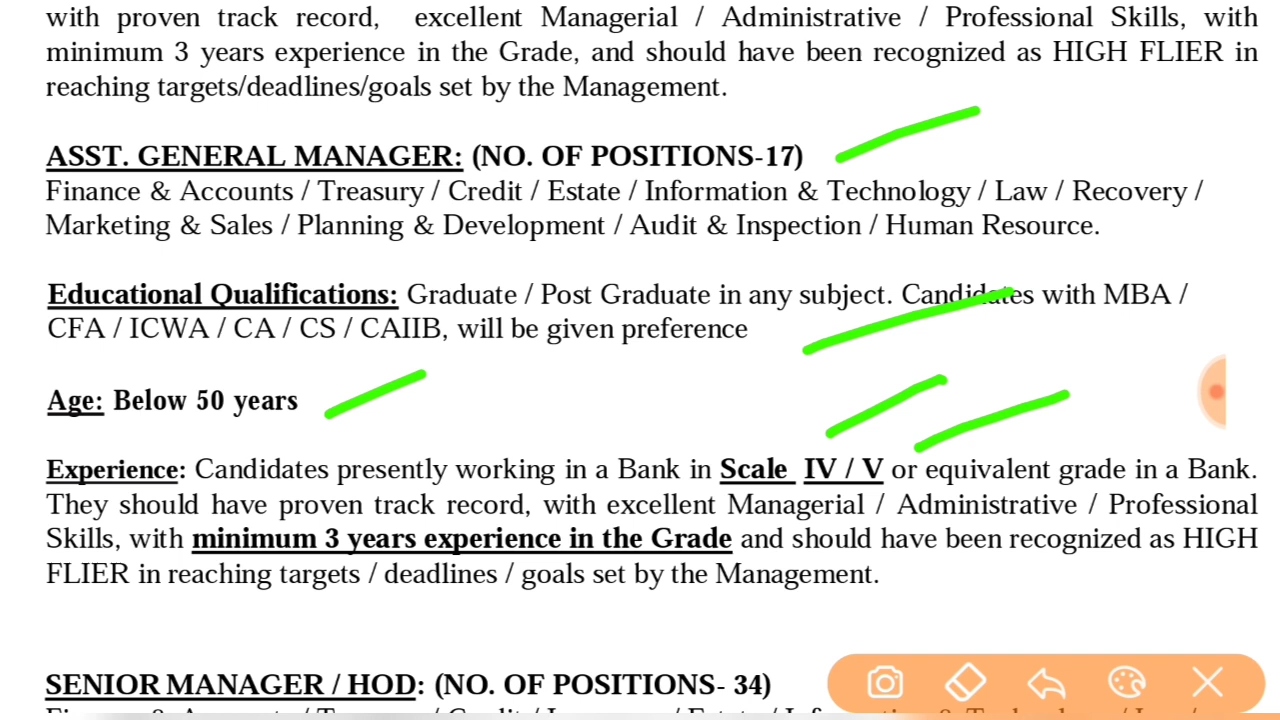 with proven track record, excellent Managerial / Administrative / Professional Skills, with
minimum 3 years experience in the Grade, and should have been recognized as HIGH FLIER in
reaching targets/deadlines/goals set by the Management.
ASST. GENERAL MANAGER: (NO. OF POSITIONS-17)
Finance & Accounts / Treasury / Credit / Estate / Information & Technology / Law / Recovery /
Marketing & Sales / Planning & Development / Audit & Inspection / Human Resource.
Educational Qualifications: Graduate / Post Graduate in any subject. Candidates with MBA /
CFA / ICWA / CA / CS / CAIIB, will be given preference
Age: Below 50 years
Experience: Candidates presently working in a Bank in Scale IV / V or equivalent grade in a Bank.
They should have proven track record, with excellent Managerial / Administrative / Professional
Skills, with minimum 3 years experience in the Grade and should have been recognized as HIGH
FLIER in reaching targets / deadlines / goals set by the Management.
SENIOR MANAGER / HOD: (NO. OF POSITIONS- 34)